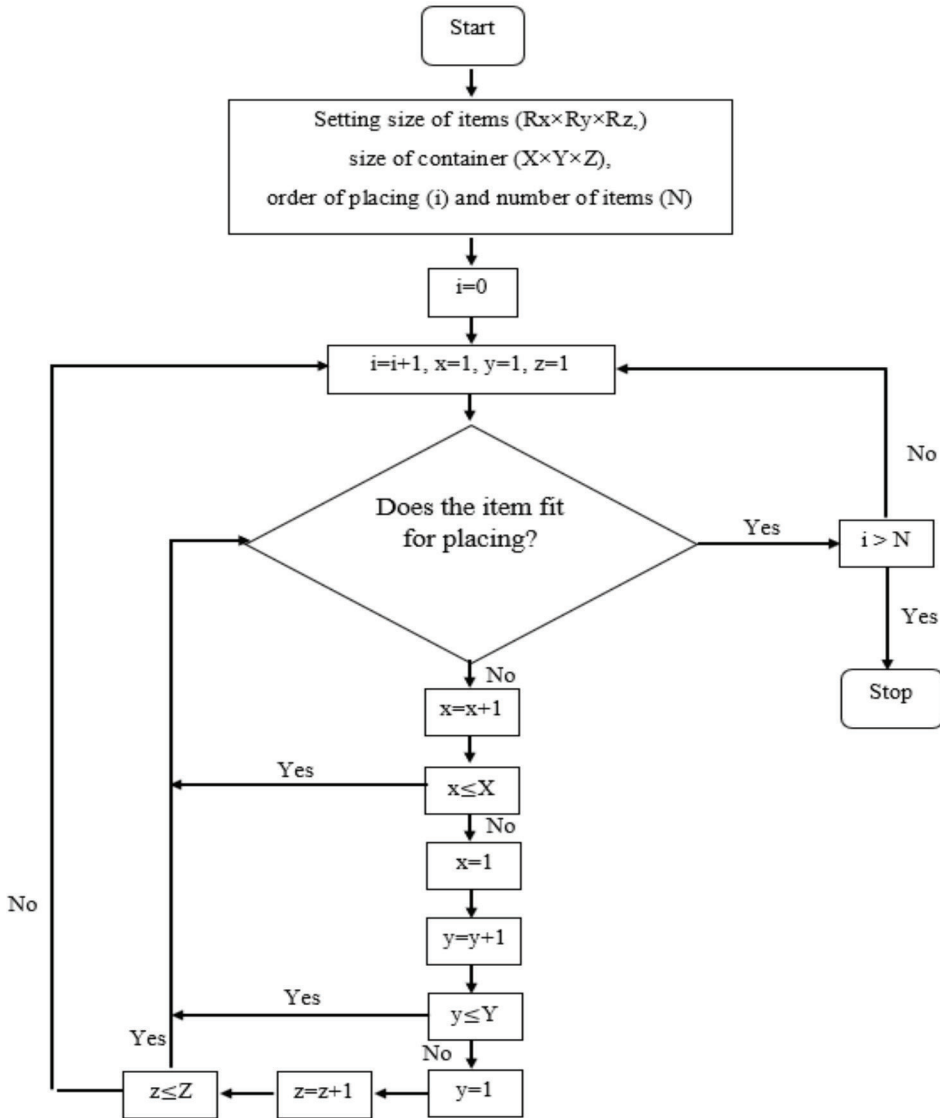 Start
Setting size of items (Rx×Ry×Rz,)
size of container (X×Y×Z),
order of placing (i) and number of items (N)
i=0
i=i+1, x=1, y=1, z=1
No
Does the item fit
for placing?
Yes
i > N
Yes
Stop
No
x=x+1
Yes
x≤X
No
x=1
No
y=y+1
Yes
y≤Y
Yes
No
z≤Z
z=z+1
y=1